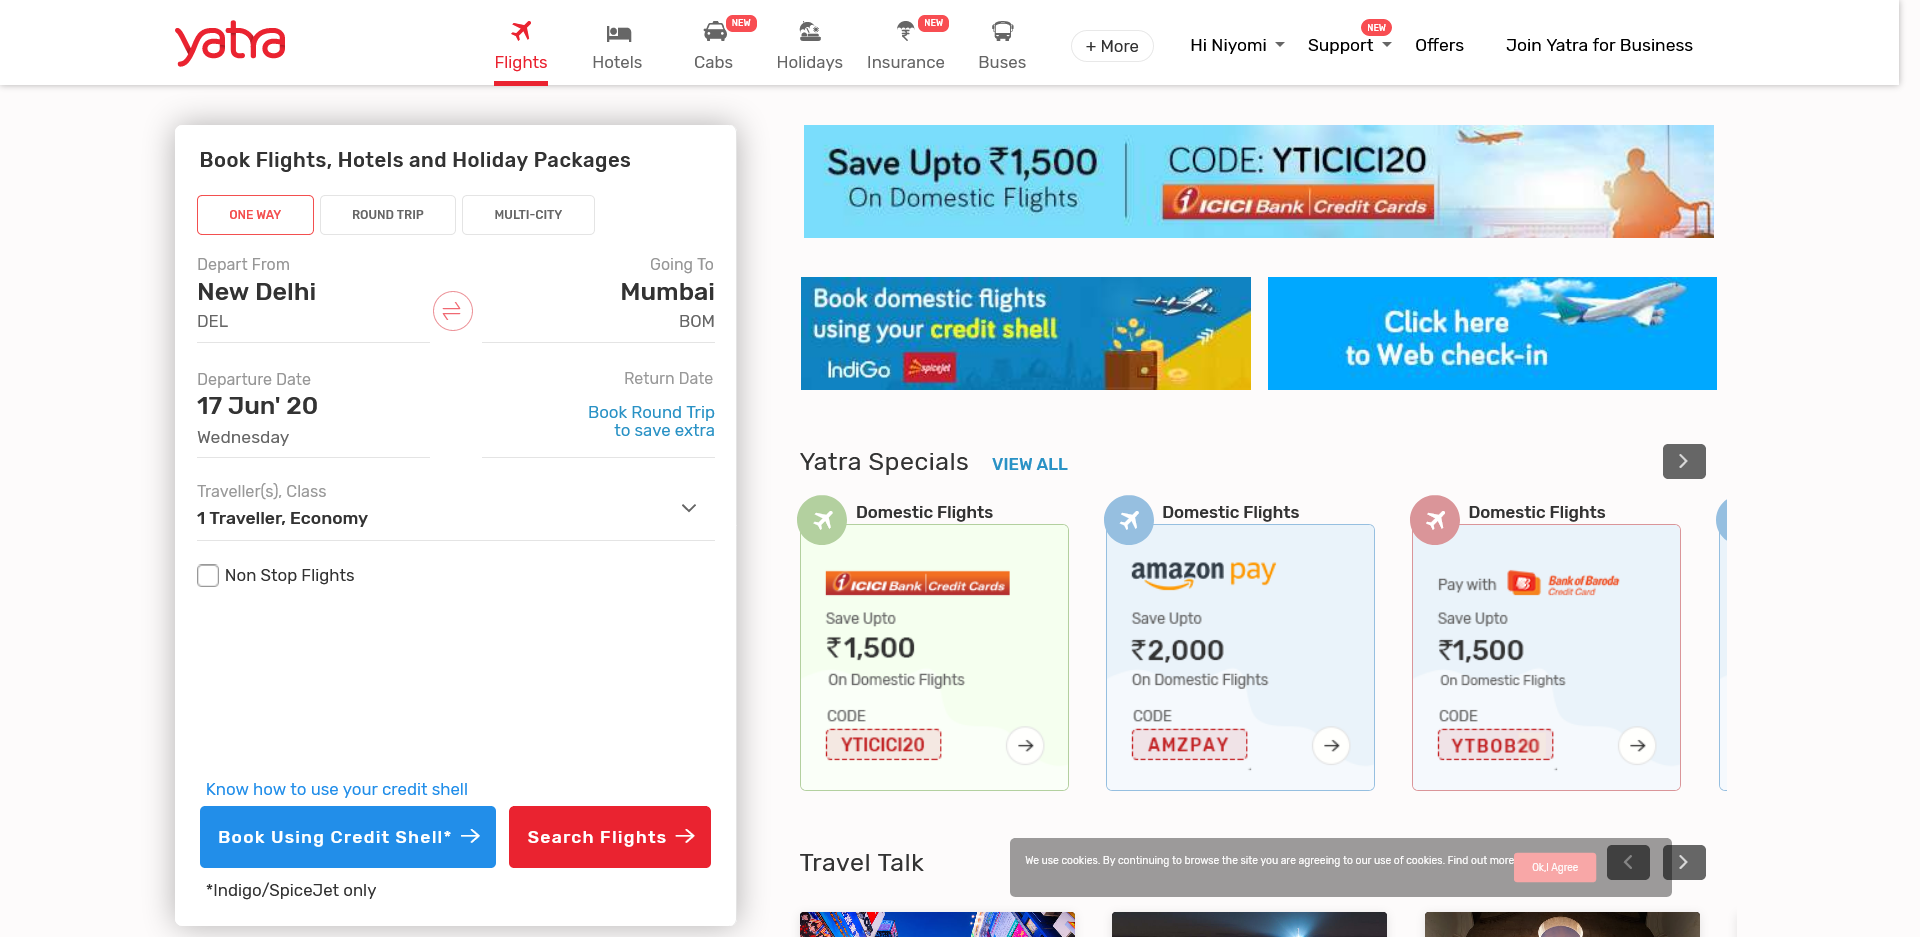 yatra
NEW
NEW
NEW
Flights
Hotels
Cabs
Holidays
Insurance
Buses
+ More
Hi Niyomi
Support
Offers
Join Yatra for Business
Book Flights, Hotels and Holiday Packages
ONE WAY
ROUND TRIP
MULTI-CITY
Depart From
New Delhi
DEL
Going To
Mumbai
BOM
Departure Date
17 Jun' 20
Wednesday
Return Date
Book Round Trip
to save extra
Traveller(s), Class
1 Traveller, Economy
Non Stop Flights
Know how to use your credit shell
Book Using Credit Shell*
Search Flights
*Indigo/SpiceJet only
Save Upto ₹1,500
On Domestic Flights
CODE: YTICICI20
ICICI Bank Credit Cards
Book domestic flights
using your credit shell
IndiGo
spicejet
Click here
to Web check-in
Yatra Specials
VIEW ALL
Domestic Flights
ICICI Bank Credit Cards
Save Upto
₹1,500
On Domestic Flights
CODE
YTICICI20
Domestic Flights
amazon pay
Save Upto
₹2,000
On Domestic Flights
CODE
AMZPAY
Domestic Flights
Pay with
Bank of Baroda
Credit Card
Save Upto
₹1,500
On Domestic Flights
CODE
YTBOB20
Travel Talk
We use cookies. By continuing to browse the site you are agreeing to our use of cookies. Find out more
Ok,I Agree